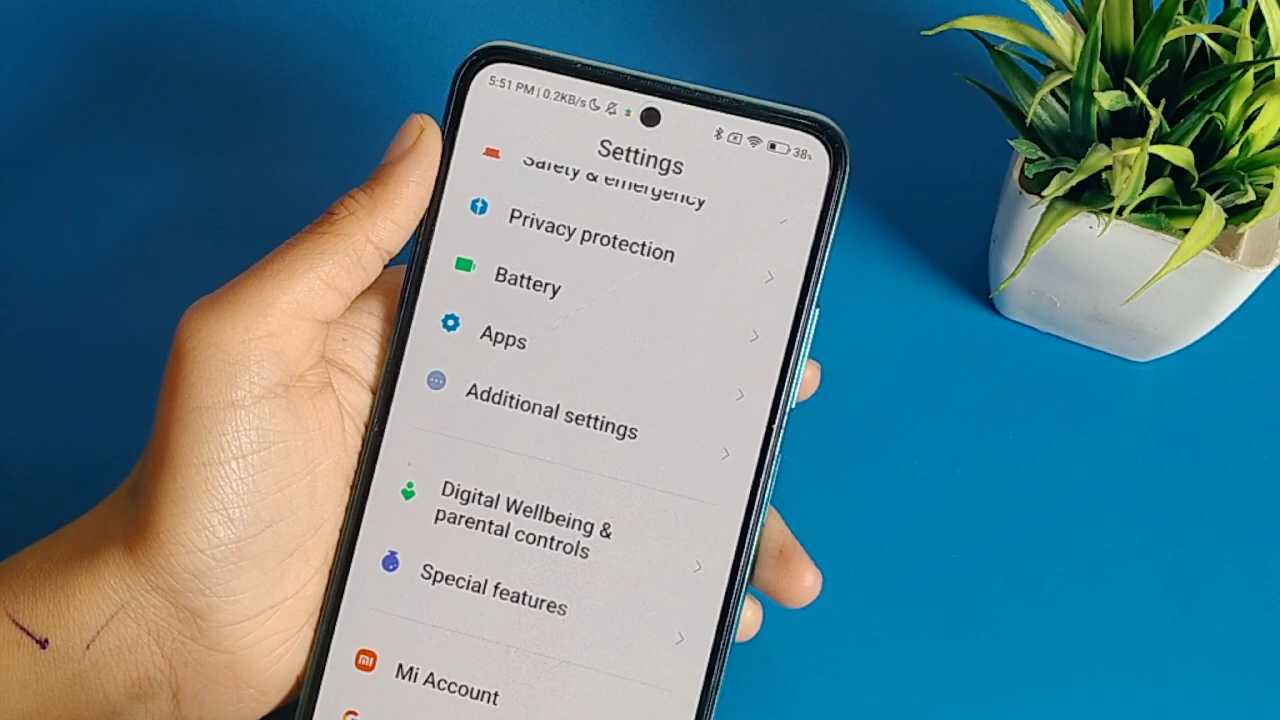 5:51 PM | 0.2KB/s
38%
Settings
Safety & emergency
Privacy protection
Battery
Apps
Additional settings
Digital Wellbeing &
parental controls
Special features
mi
Mi Account